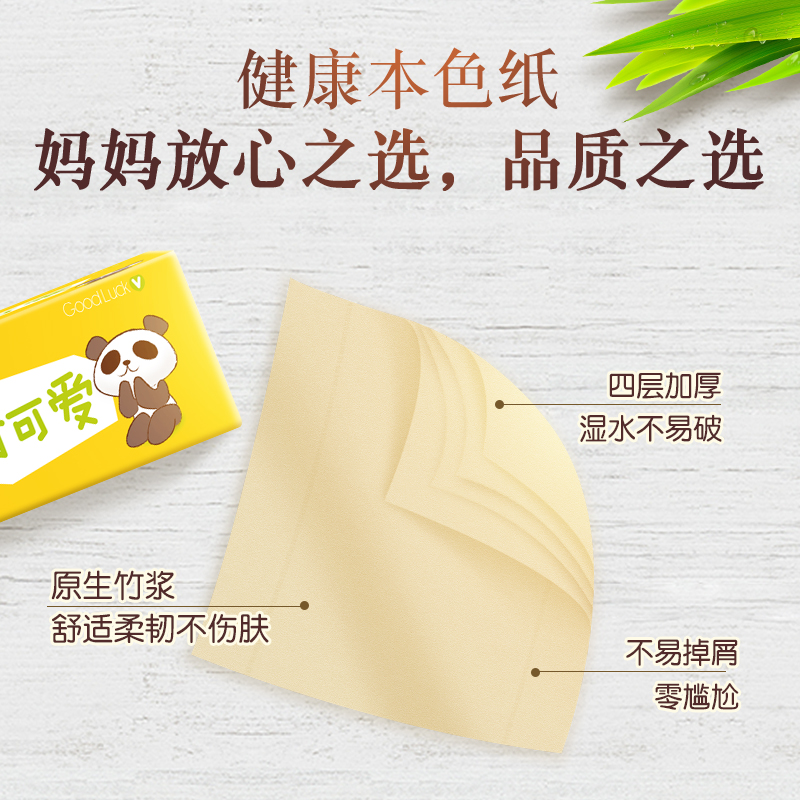 健康本色纸
妈妈放心之选，品质之选
GoodLuck
可爱
四层加厚
湿水不易破
原生竹浆
舒适柔韧不伤肤
不易掉屑
零尴尬